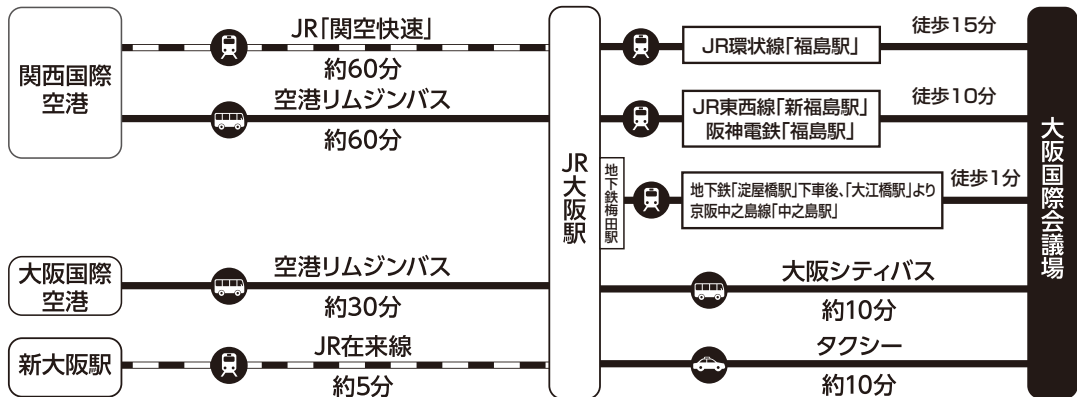 関西国際
空港
JR「関空快速」
約60分
空港リムジンバス
約60分
大阪国際
空港
空港リムジンバス
約30分
新大阪駅
JR在来線
約5分
JR大阪駅
地下鉄梅田駅
JR環状線「福島駅」
徒歩15分
JR東西線「新福島駅」
阪神電鉄「福島駅」
徒歩10分
地下鉄「淀屋橋駅」下車後、「大江橋駅」より
京阪中之島線「中之島駅」
徒歩1分
大阪シティバス
約10分
タクシー
約10分
大阪国際会議場